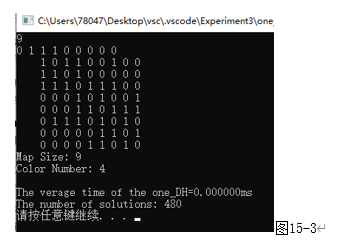 C:\Users\78047\Desktop\vsc\.vscode\Experiment3\one_
9
0 1 1 1 0 0 0 0 0
1 0 1 1 0 0 1 0 0
1 1 0 1 0 0 0 0 0
1 1 1 0 1 1 1 0 0
0 0 0 1 0 1 0 0 1
0 0 0 1 1 0 1 1 1
0 1 1 1 0 1 0 1 0
0 0 0 0 0 1 1 0 1
0 0 0 0 1 1 0 1 0
Map Size: 9
Color Number: 4
The verage time of the one_DH=0.000000ms
The number of solutions: 480
请按任意键继续. . .
图15-3